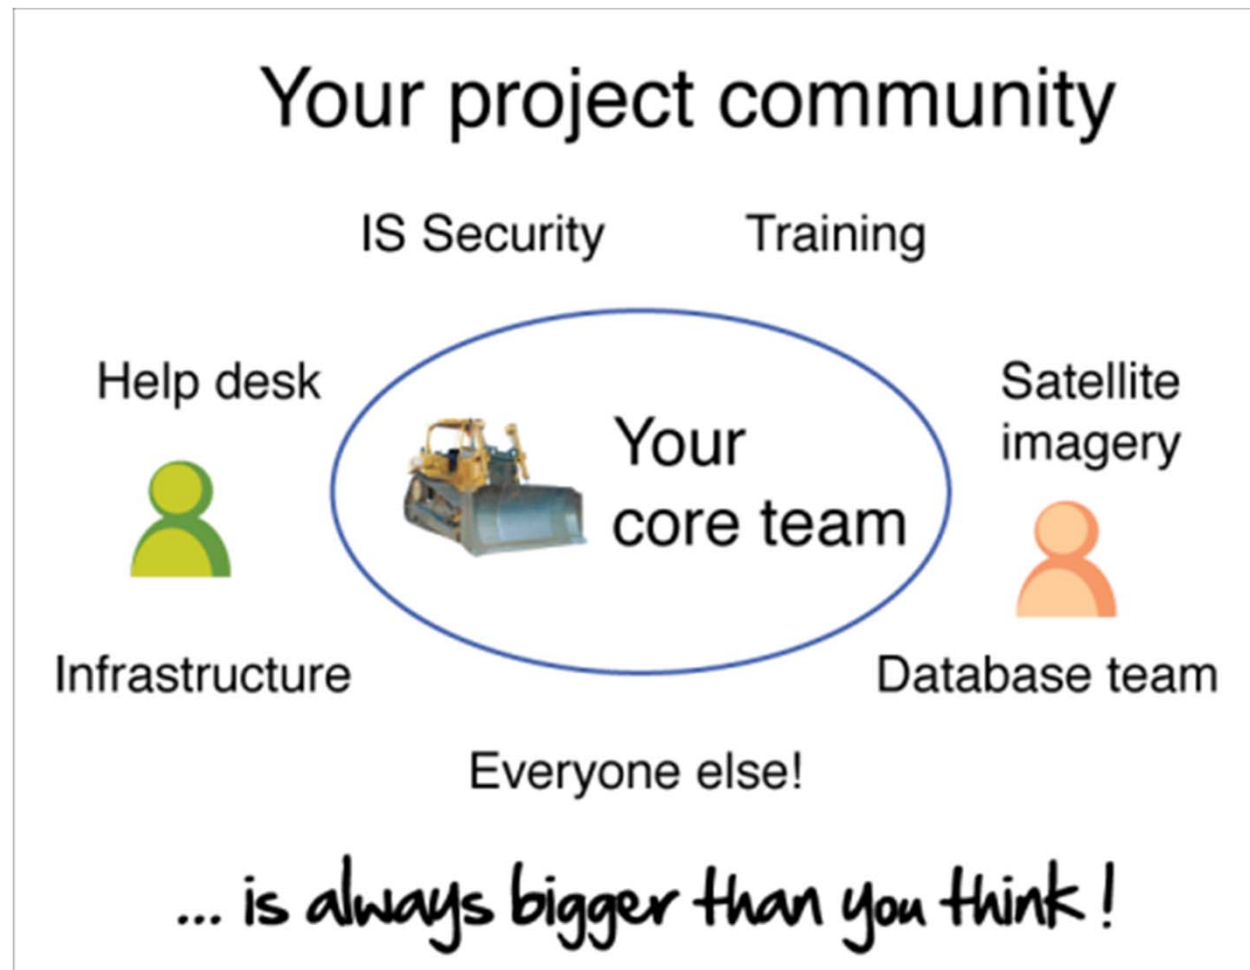 Your project community
IS Security
Training
Help desk
Satellite
imagery
Your
core team
Infrastructure
Database team
Everyone else!
... is always bigger than you think!